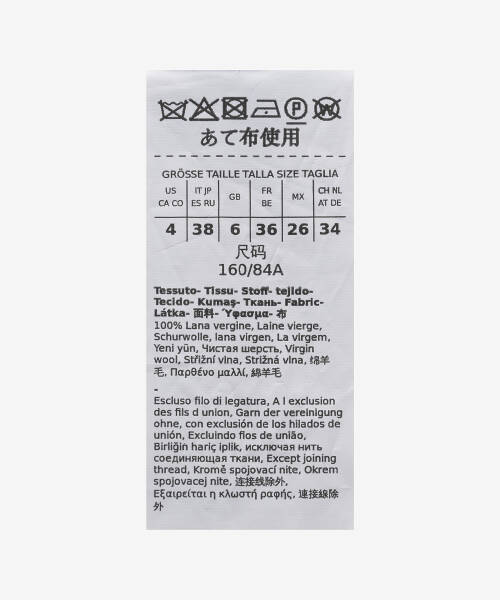 P W
あて布使用
GRÖSSE TAILLE TALLA SIZE TAGLIA
US CA CO IT JP ES RU GB FR BE MX CH NL AT DE
4 38 6 36 26 34
尺码
160/84A
Tessuto- Tissu- Stoff- tejido-
Tecido- Kumaş- Ткань- Fabric-
Látka- 面料- Ύφασμα- 布
100% Lana vergine, Laine vierge,
Schurwolle, lana virgen, La virgem,
Yeni yün, Чистая шерсть, Virgin
wool, Střižní vlna, Strižná vlna, 绵羊
毛, Παρθένο μαλλί, 綿羊毛
-
Escluso filo di legatura, A l exclusion
des fils d union, Garn der vereinigung
ohne, con exclusión de los hilados de
unión, Excluindo fios de união,
Birliğin hariç iplik, исключая нить
соединяющая ткани, Except joining
thread, Kromě spojovací nite, Okrem
spojovacej nite, 连接线除外,
Εξαιρείται η κλωστή ραφής, 連接線除
外